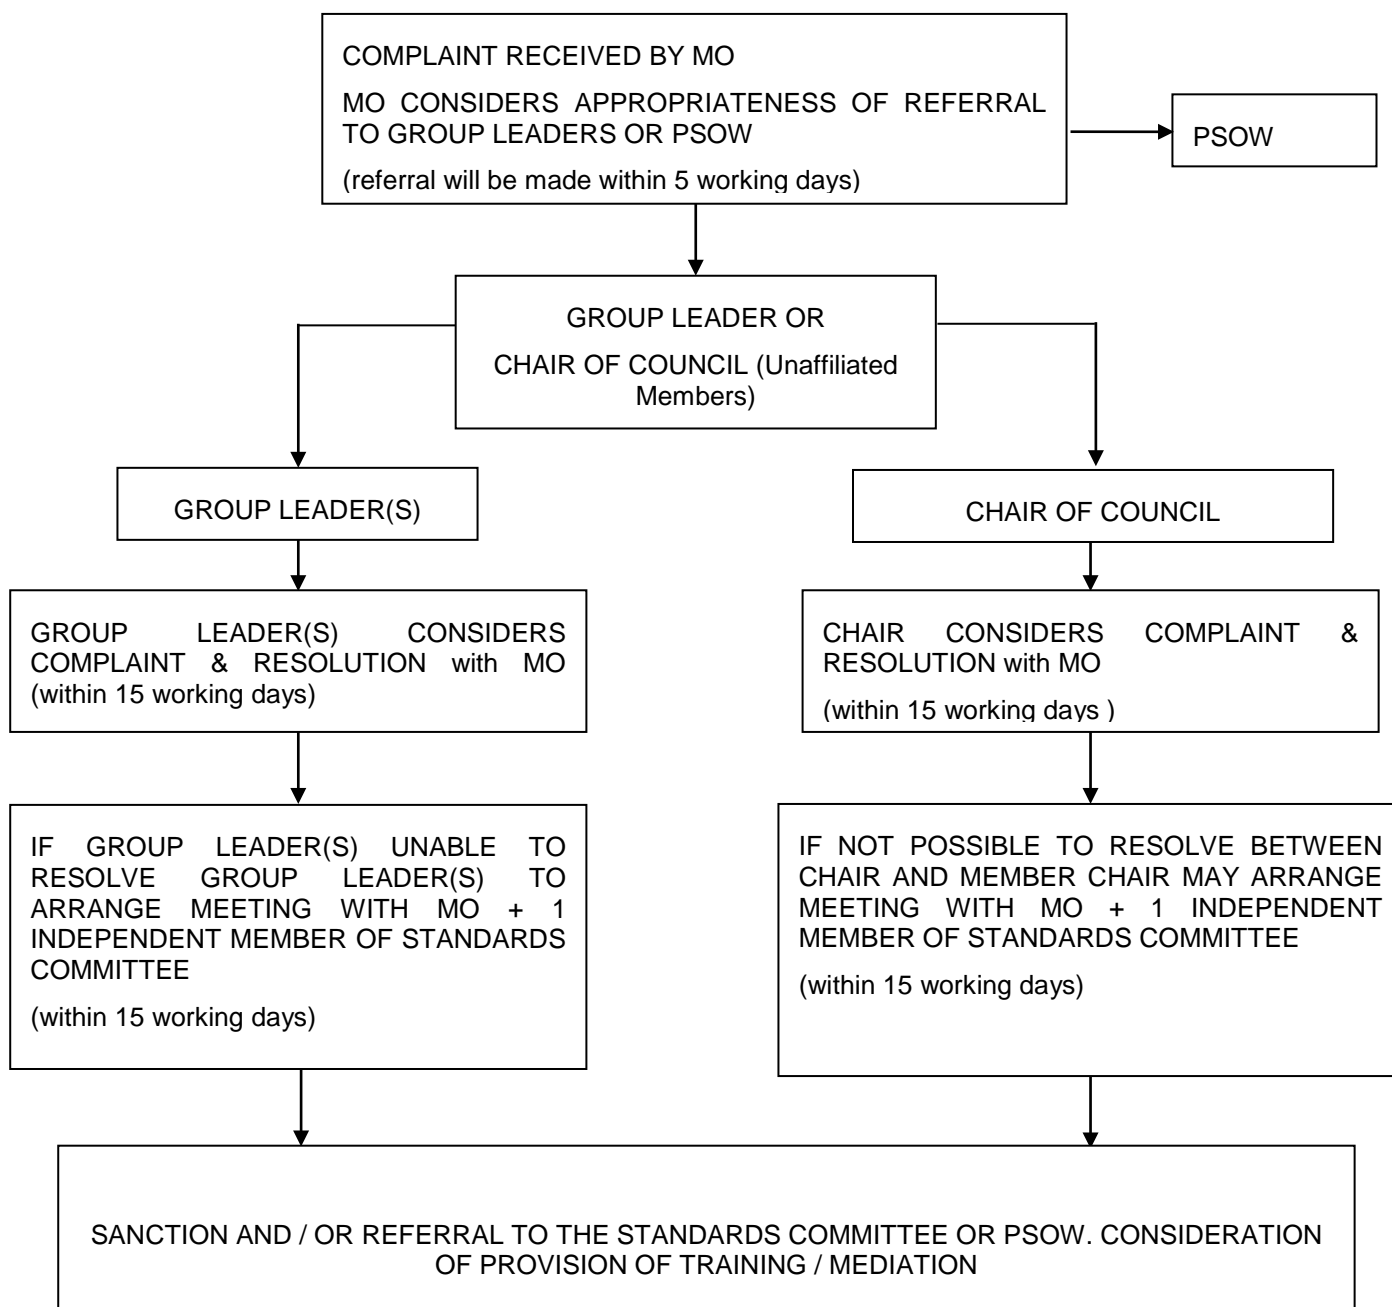 COMPLAINT RECEIVED BY MO
MO CONSIDERS APPROPRIATENESS OF REFERRAL
TO GROUP LEADERS OR PSOW
(referral will be made within 5 working days)
PSOW
GROUP LEADER OR
CHAIR OF COUNCIL (Unaffiliated
Members)
GROUP LEADER(S)
CHAIR OF COUNCIL
GROUP LEADER(S) CONSIDERS
COMPLAINT & RESOLUTION with MO
(within 15 working days)
CHAIR CONSIDERS COMPLAINT &
RESOLUTION with MO
(within 15 working days )
IF GROUP LEADER(S) UNABLE TO
RESOLVE GROUP LEADER(S) TO
ARRANGE MEETING WITH MO + 1
INDEPENDENT MEMBER OF STANDARDS
COMMITTEE
(within 15 working days)
IF NOT POSSIBLE TO RESOLVE BETWEEN
CHAIR AND MEMBER CHAIR MAY ARRANGE
MEETING WITH MO + 1 INDEPENDENT
MEMBER OF STANDARDS COMMITTEE
(within 15 working days)
SANCTION AND / OR REFERRAL TO THE STANDARDS COMMITTEE OR PSOW. CONSIDERATION
OF PROVISION OF TRAINING / MEDIATION